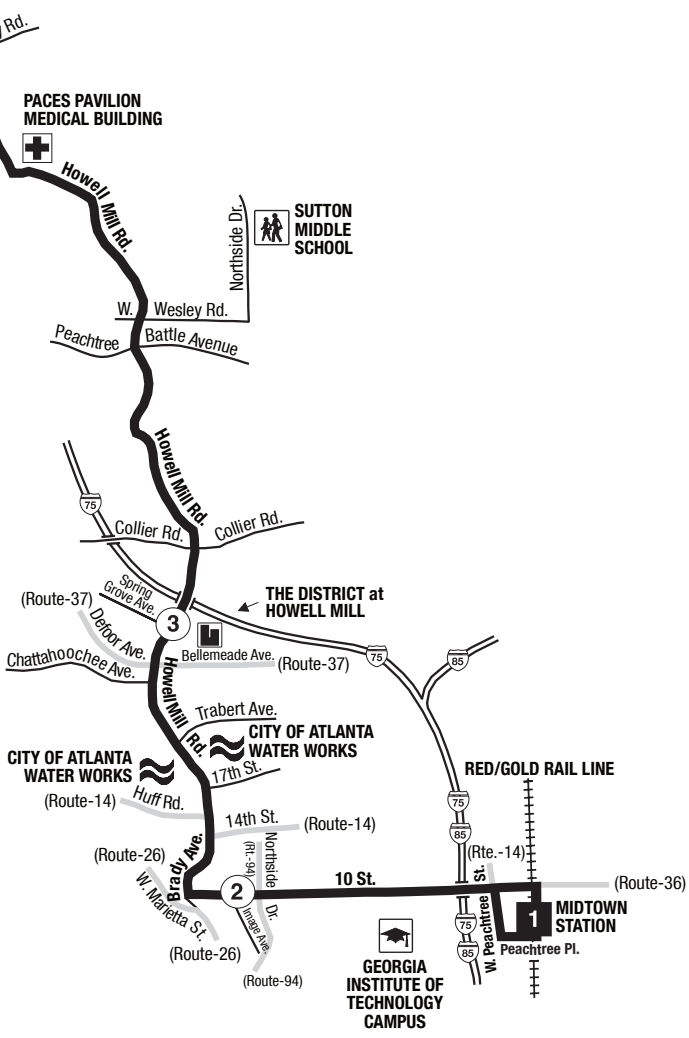 Rd.
PACES PAVILION
MEDICAL BUILDING
Howell
Mill Rd.
Northside Dr.
SUTTON
MIDDLE
SCHOOL
W. Wesley Rd.
Peachtree Battle Avenue
Howell Mill Rd.
75
Collier Rd.
Collier Rd.
Spring
Grove Ave.
THE DISTRICT at
HOWELL MILL
(Route-37)
3
Defoor Ave.
Bellemeade Ave.
(Route-37)
75
85
Chattahoochee Ave.
Howell Mill Rd.
Trabert Ave.
CITY OF ATLANTA
WATER WORKS
CITY OF ATLANTA
WATER WORKS
17th St.
RED/GOLD RAIL LINE
(Route-14)
Huff Rd.
75
14th St.
(Route-14)
85
Brady Ave.
(Route-26)
Northside Dr.
(Rt.-94)
(Rte.-14)
W. Marietta St.
2
10 St.
(Route-36)
W. Peachtree St.
1
MIDTOWN
STATION
Image Ave.
75
Peachtree Pl.
85
(Route-26)
(Route-94)
GEORGIA
INSTITUTE OF
TECHNOLOGY
CAMPUS